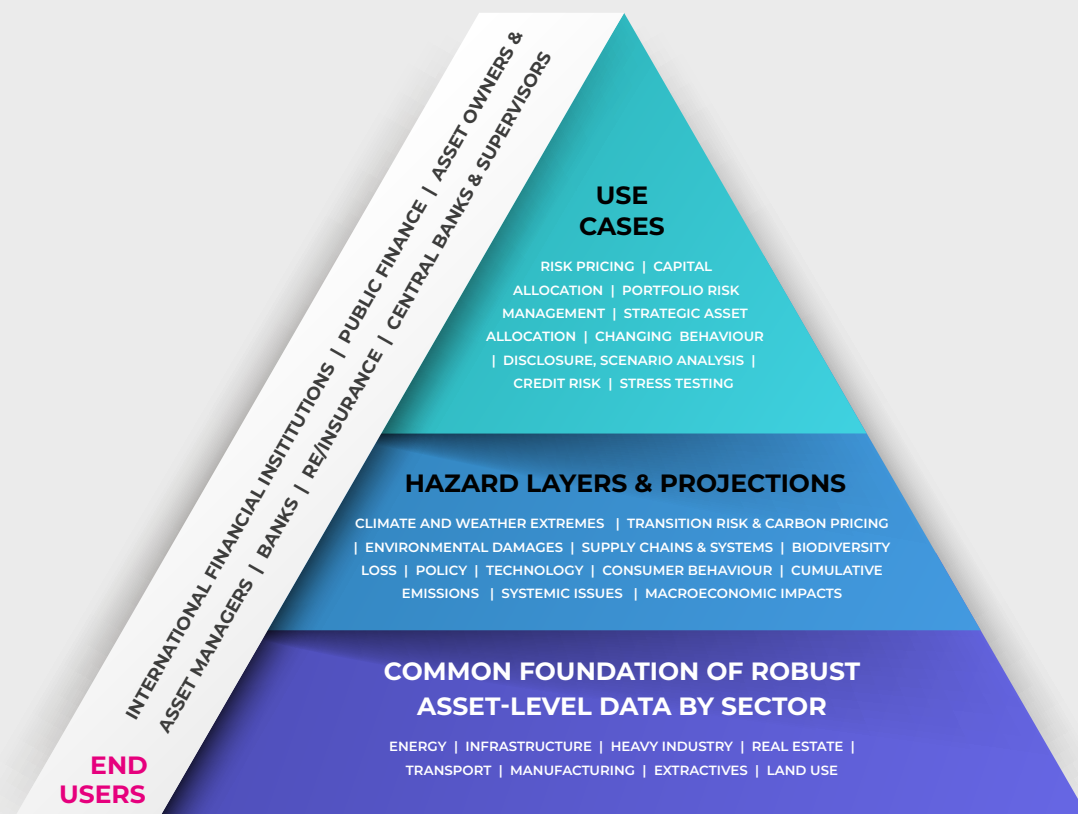 INTERNATIONAL FINANCIAL INSITITUTIONS | PUBLIC FINANCE | ASSET OWNERS &
ASSET MANAGERS | BANKS | RE/INSURANCE | CENTRAL BANKS & SUPERVISORS
END
USERS
USE
CASES
RISK PRICING | CAPITAL
ALLOCATION | PORTFOLIO RISK
MANAGEMENT | STRATEGIC ASSET
ALLOCATION | CHANGING BEHAVIOUR
| DISCLOSURE, SCENARIO ANALYSIS |
CREDIT RISK | STRESS TESTING
HAZARD LAYERS & PROJECTIONS
CLIMATE AND WEATHER EXTREMES | TRANSITION RISK & CARBON PRICING
| ENVIRONMENTAL DAMAGES | SUPPLY CHAINS & SYSTEMS | BIODIVERSITY
LOSS | POLICY | TECHNOLOGY | CONSUMER BEHAVIOUR | CUMULATIVE
EMISSIONS | SYSTEMIC ISSUES | MACROECONOMIC IMPACTS
COMMON FOUNDATION OF ROBUST
ASSET-LEVEL DATA BY SECTOR
ENERGY | INFRASTRUCTURE | HEAVY INDUSTRY | REAL ESTATE |
TRANSPORT | MANUFACTURING | EXTRACTIVES | LAND USE